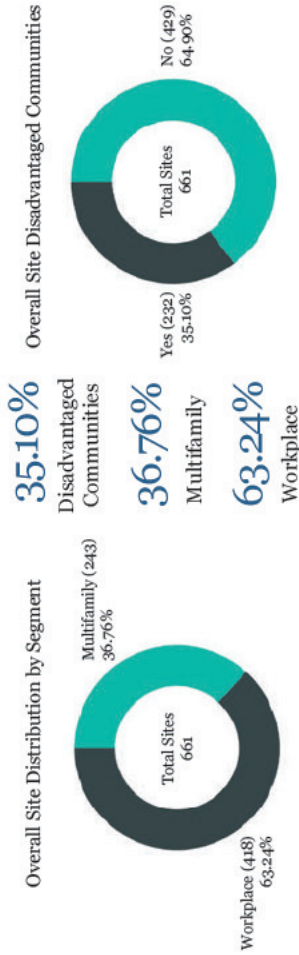 Overall Site Distribution by Segment
Multifamily (243)
36.76%
Total Sites
661
Workplace (418)
63.24%
35.10%
Disadvantaged
Communities
36.76%
Multifamily
63.24%
Workplace
Overall Site Disadvantaged Communities
Yes (232)
35.10%
Total Sites
661
No (429)
64.90%